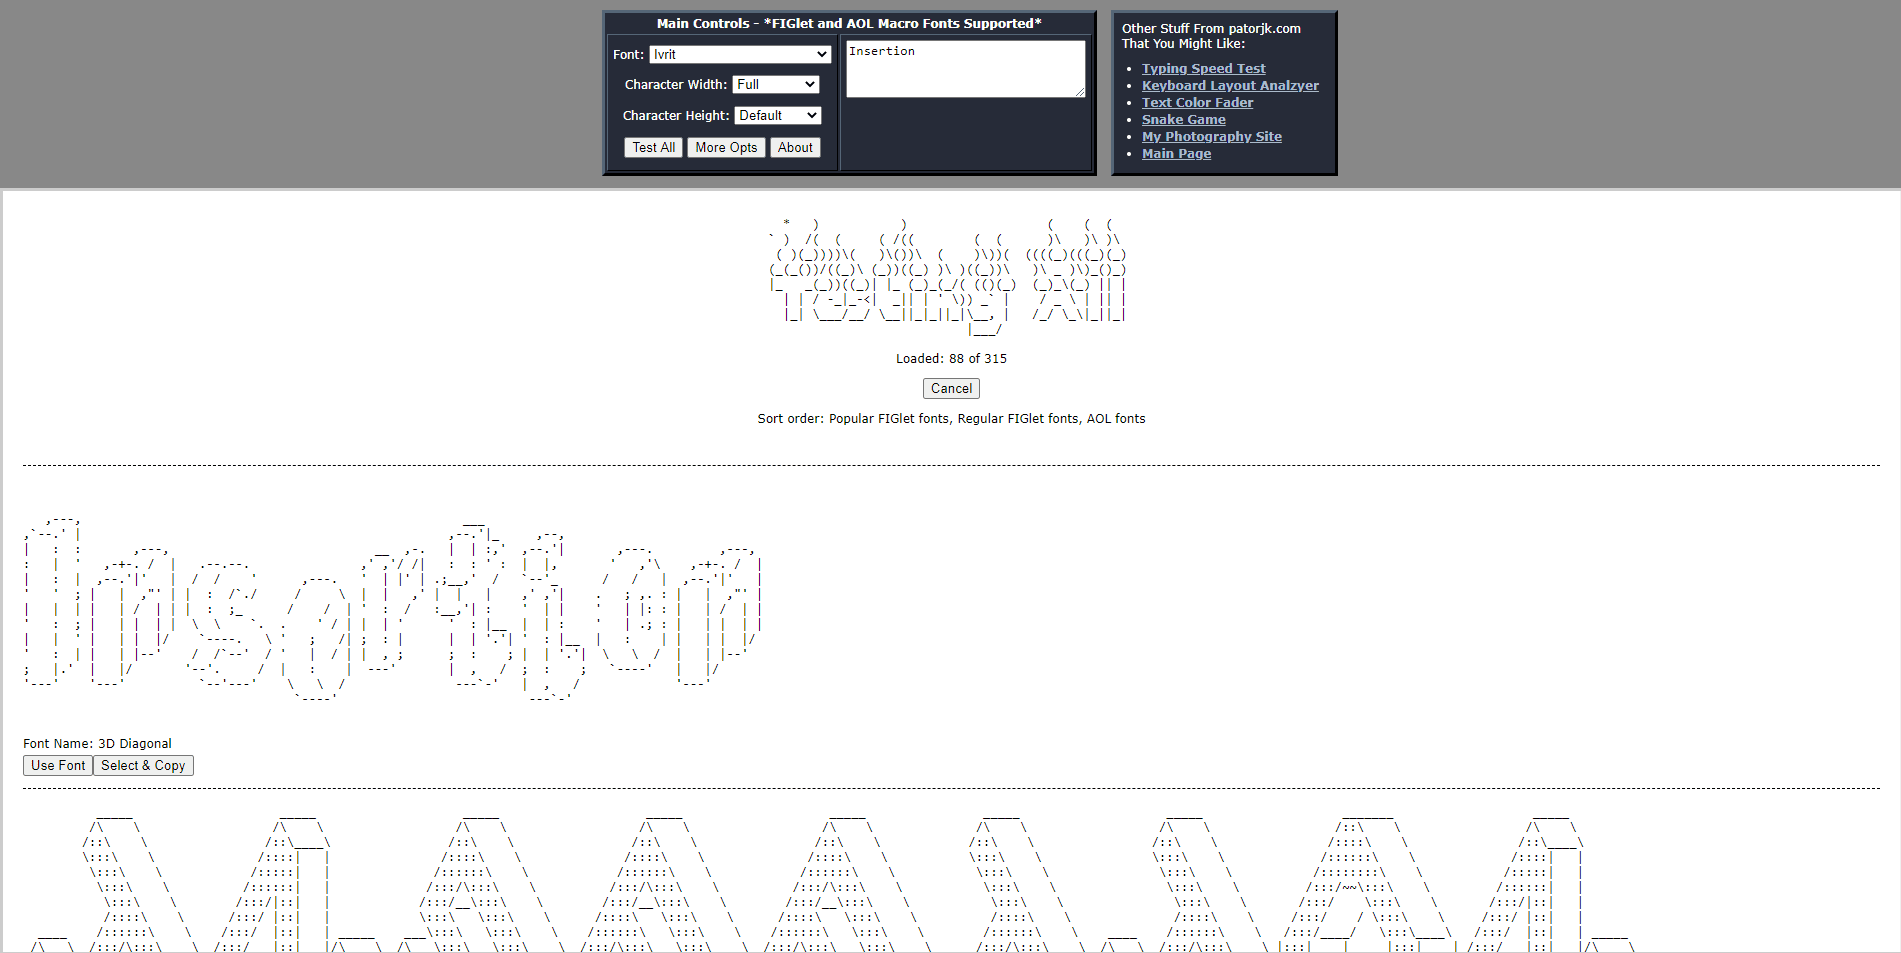 Main Controls - *FIGlet and AOL Macro Fonts Supported*
Font: Ivrit
Character Width: Full
Character Height: Default
Test All More Opts About
Insertion
Other Stuff From patorjk.com
That You Might Like:
Typing Speed Test
Keyboard Layout Analzyer
Text Color Fader
Snake Game
My Photography Site
Main Page
Testing All
Loaded: 88 of 315
Cancel
Sort order: Popular FIGlet fonts, Regular FIGlet fonts, AOL fonts
Insertion
Font Name: 3D Diagonal
Use Font Select & Copy